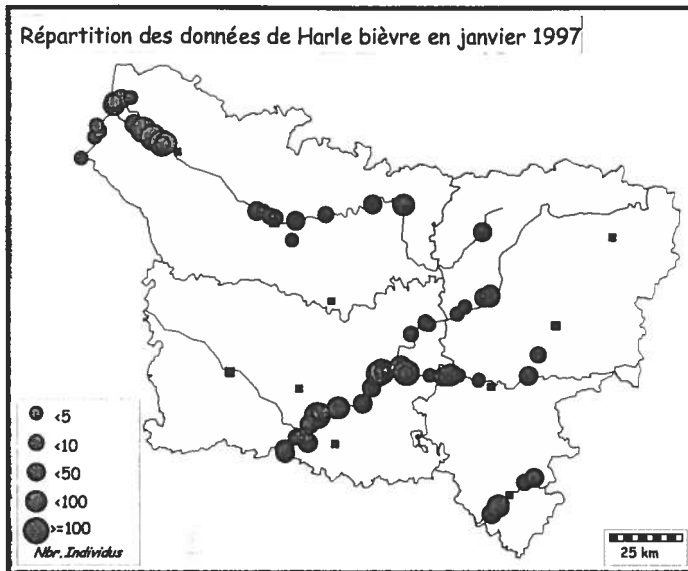 Répartition des données de Harle bièvre en janvier 1997
<5
<10
<50
<100
>=100
Nbr.Individus
25 km